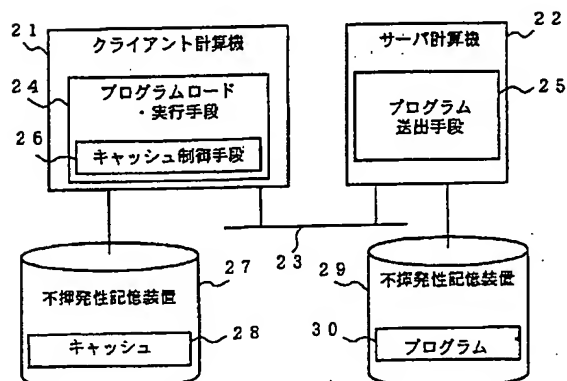 21
クライアント計算機
24
プログラムロード
・実行手段
26
キャッシュ制御手段
22
サーバ計算機
25
プログラム
送出手段
23
27
不揮発性記憶装置
28
キャッシュ
29
不揮発性記憶装置
30
プログラム